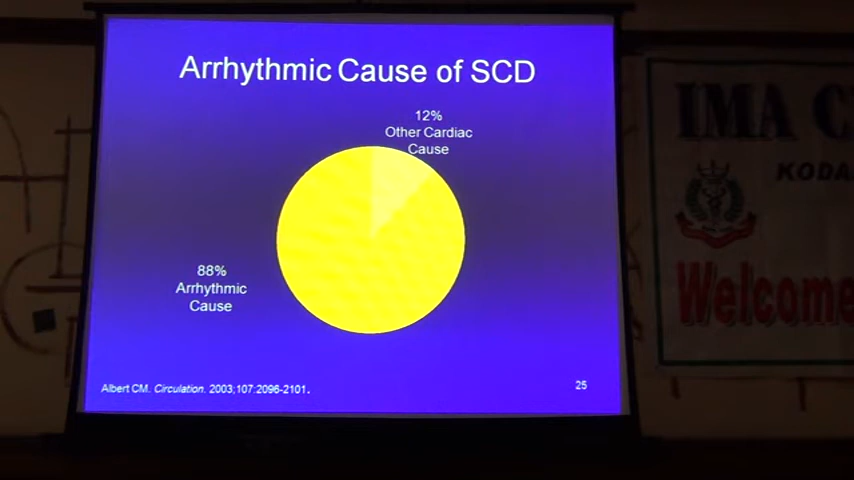 Arrhythmic Cause of SCD
12%
Other Cardiac
Cause
88%
Arrhythmic
Cause
Albert CM. Circulation. 2003;107:2096-2101.
25
IMA
KODA
Welcome